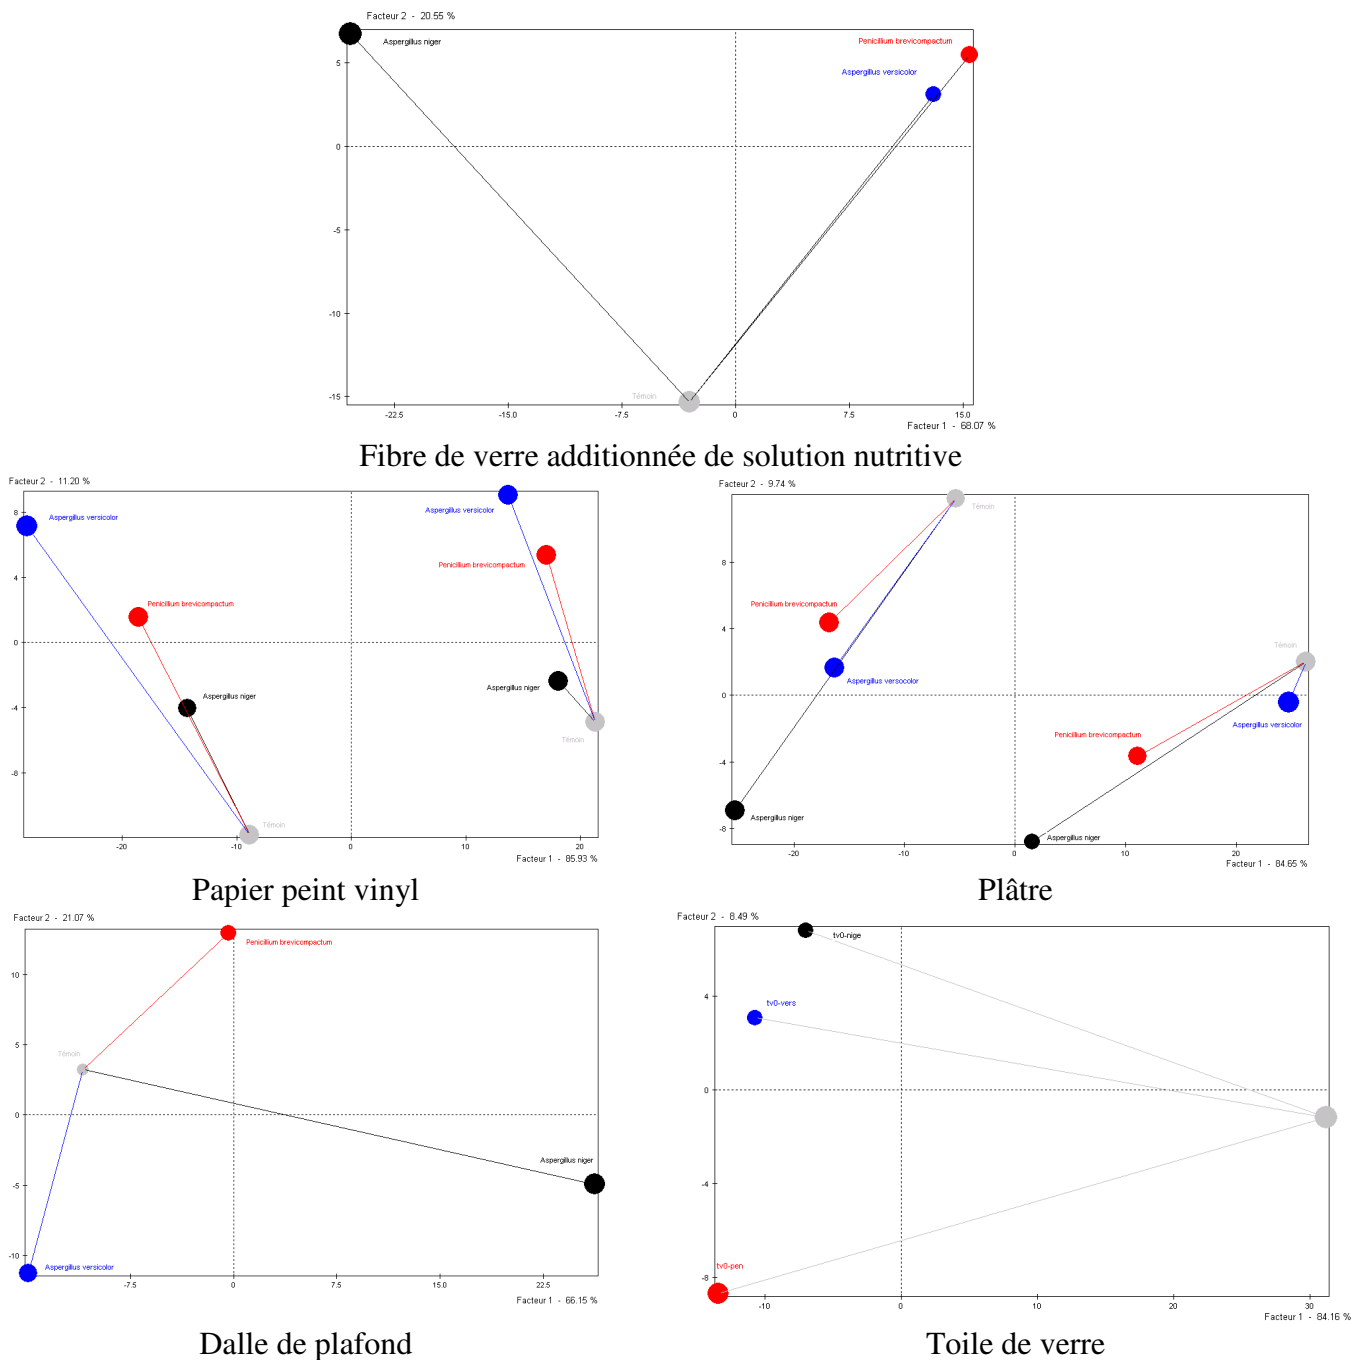 Facteur 2 - 20.55 %
Aspergillus niger
Penicillium brevicompactum
Aspergillus versicolor
Témoin
5
0
-5
-10
-15
-22.5 -15.0 -7.5 0 7.5 15.0
Facteur 1 - 68.07 %
Fibre de verre additionnée de solution nutritive
Facteur 2 - 11.20 %
Aspergillus versicolor
Aspergillus versicolor
Penicillium brevicompactum
Penicillium brevicompactum
Aspergillus niger
Aspergillus niger
Témoin
Témoin
8
4
0
-4
-8
-20 -10 0 10 20
Facteur 1 - 85.93 %
Papier peint vinyl
Facteur 2 - 9.74 %
Témoin
Penicillium brevicompactum
Témoin
Aspergillus versocolor
Aspergillus versicolor
Penicillium brevicompactum
Aspergillus niger
Aspergillus niger
8
4
0
-4
-8
-20 -10 0 10 20
Facteur 1 - 84.65 %
Plâtre
Facteur 2 - 21.07 %
Penicillium brevicompactum
Témoin
Aspergillus niger
Aspergillus versicolor
10
5
0
-5
-10
-7.5 0 7.5 15.0 22.5
Facteur 1 - 66.15 %
Dalle de plafond
Facteur 2 - 8.49 %
tv0-nige
tv0-vers
tv0-pen
4
0
-4
-8
-10 0 10 20 30
Facteur 1 - 84.16 %
Toile de verre